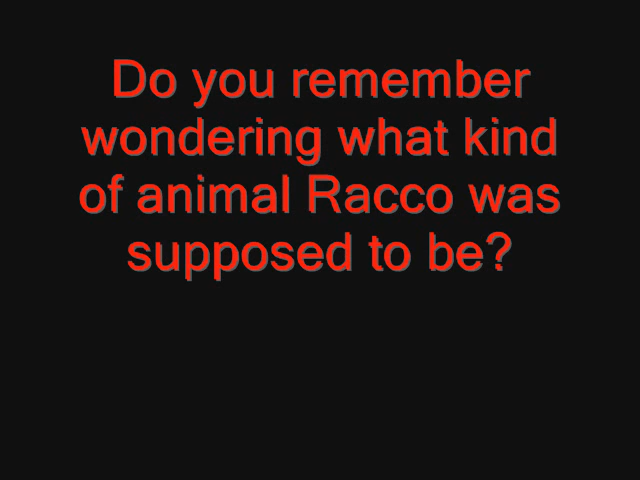 Do you remember
wondering what kind
of animal Racco was
supposed to be?